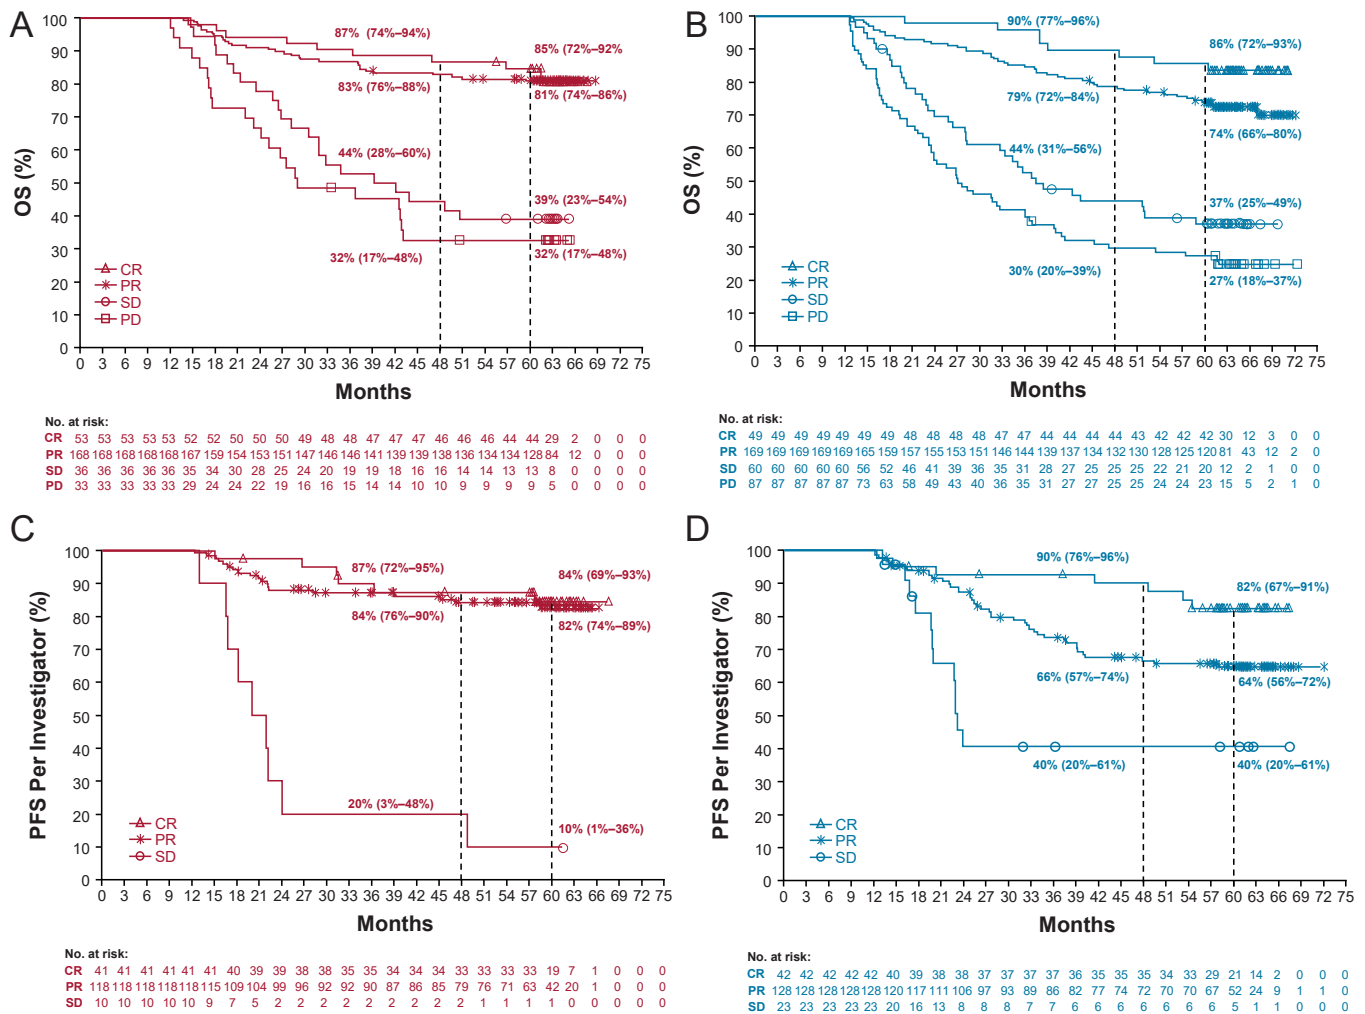 A
OS (%)
100
90
80
70
60
50
40
30
20
10
0
87% (74%–94%)
85% (72%–92%
83% (76%–88%)
81% (74%–86%)
44% (28%–60%)
39% (23%–54%)
32% (17%–48%)
32% (17%–48%)
CR
PR
SD
PD
0 3 6 9 12 15 18 21 24 27 30 33 36 39 42 45 48 51 54 57 60 63 66 69 72 75
Months
No. at risk:
CR 53 53 53 53 53 52 52 50 50 50 49 48 48 47 47 47 46 46 46 44 44 29 2 0 0 0
PR 168 168 168 168 168 167 159 154 153 151 147 146 146 141 139 139 138 136 134 134 128 84 12 0 0 0
SD 36 36 36 36 36 35 34 30 28 25 24 20 19 19 18 16 16 14 14 13 13 8 0 0 0 0
PD 33 33 33 33 33 29 24 24 22 19 16 16 15 14 14 10 10 9 9 9 9 5 0 0 0 0
B
OS (%)
100
90
80
70
60
50
40
30
20
10
0
90% (77%–96%)
86% (72%–93%)
79% (72%–84%)
74% (66%–80%)
44% (31%–56%)
37% (25%–49%)
30% (20%–39%)
27% (18%–37%)
CR
PR
SD
PD
0 3 6 9 12 15 18 21 24 27 30 33 36 39 42 45 48 51 54 57 60 63 66 69 72 75
Months
No. at risk:
CR 49 49 49 49 49 49 48 48 48 48 47 47 44 44 44 44 44 43 42 42 42 30 12 3 0 0
PR 169 169 169 169 169 165 159 157 155 153 151 146 144 139 137 134 132 130 128 125 120 81 43 12 2 0
SD 60 60 60 60 60 56 52 46 41 39 36 35 31 28 27 25 25 25 22 21 20 12 2 1 0 0
PD 87 87 87 87 87 73 63 58 49 43 40 36 35 31 27 27 25 25 24 24 23 15 5 2 1 0
C
PFS Per Investigator (%)
100
90
80
70
60
50
40
30
20
10
0
87% (72%–95%)
84% (69%–93%)
84% (76%–90%)
82% (74%–89%)
20% (3%–48%)
10% (1%–36%)
CR
PR
SD
0 3 6 9 12 15 18 21 24 27 30 33 36 39 42 45 48 51 54 57 60 63 66 69 72 75
Months
No. at risk:
CR 41 41 41 41 41 41 40 39 39 38 38 35 35 34 34 34 33 33 33 33 19 7 1 0 0 0
PR 118 118 118 118 118 115 109 104 99 96 92 92 90 87 86 85 79 76 71 63 42 20 1 0 0 0
SD 10 10 10 10 10 9 7 5 2 2 2 2 2 2 2 2 2 1 1 1 1 0 0 0 0 0
D
PFS Per Investigator (%)
100
90
80
70
60
50
40
30
20
10
0
90% (76%–96%)
82% (67%–91%)
66% (57%–74%)
64% (56%–72%)
40% (20%–61%)
40% (20%–61%)
CR
PR
SD
0 3 6 9 12 15 18 21 24 27 30 33 36 39 42 45 48 51 54 57 60 63 66 69 72 75
Months
No. at risk:
CR 42 42 42 42 42 40 39 38 38 37 37 37 37 36 35 35 35 34 33 29 21 14 2 0 0 0
PR 128 128 128 128 128 120 117 111 106 97 93 89 86 82 77 74 72 70 70 67 52 24 9 1 1 0
SD 23 23 23 23 23 20 16 13 8 8 8 7 7 6 6 6 6 6 6 6 5 1 1 0 0 0